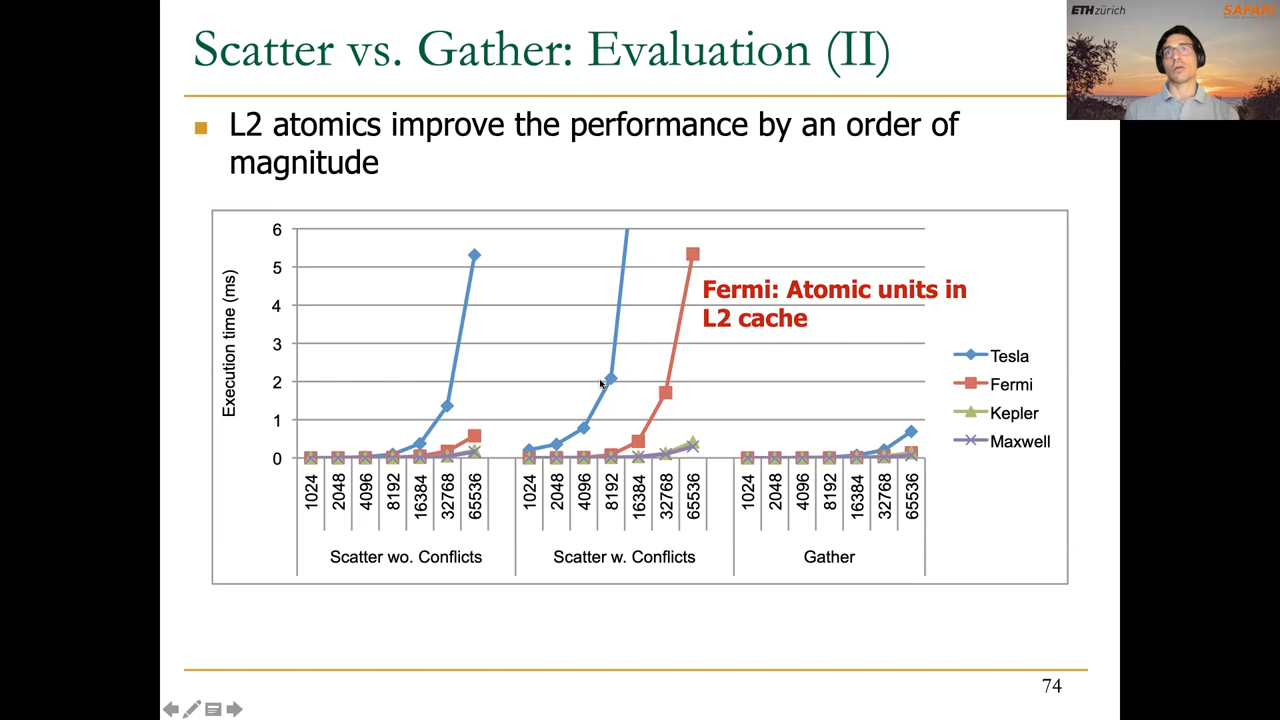 ETHzürich
SAFARI
Scatter vs. Gather: Evaluation (II)
L2 atomics improve the performance by an order of
magnitude
Execution time (ms)
6
5
4
3
2
1
0
Fermi: Atomic units in
L2 cache
Tesla
Fermi
Kepler
Maxwell
1024 2048 4096 8192 16384 32768 65536 1024 2048 4096 8192 16384 32768 65536 1024 2048 4096 8192 16384 32768 65536
Scatter wo. Conflicts Scatter w. Conflicts Gather
74